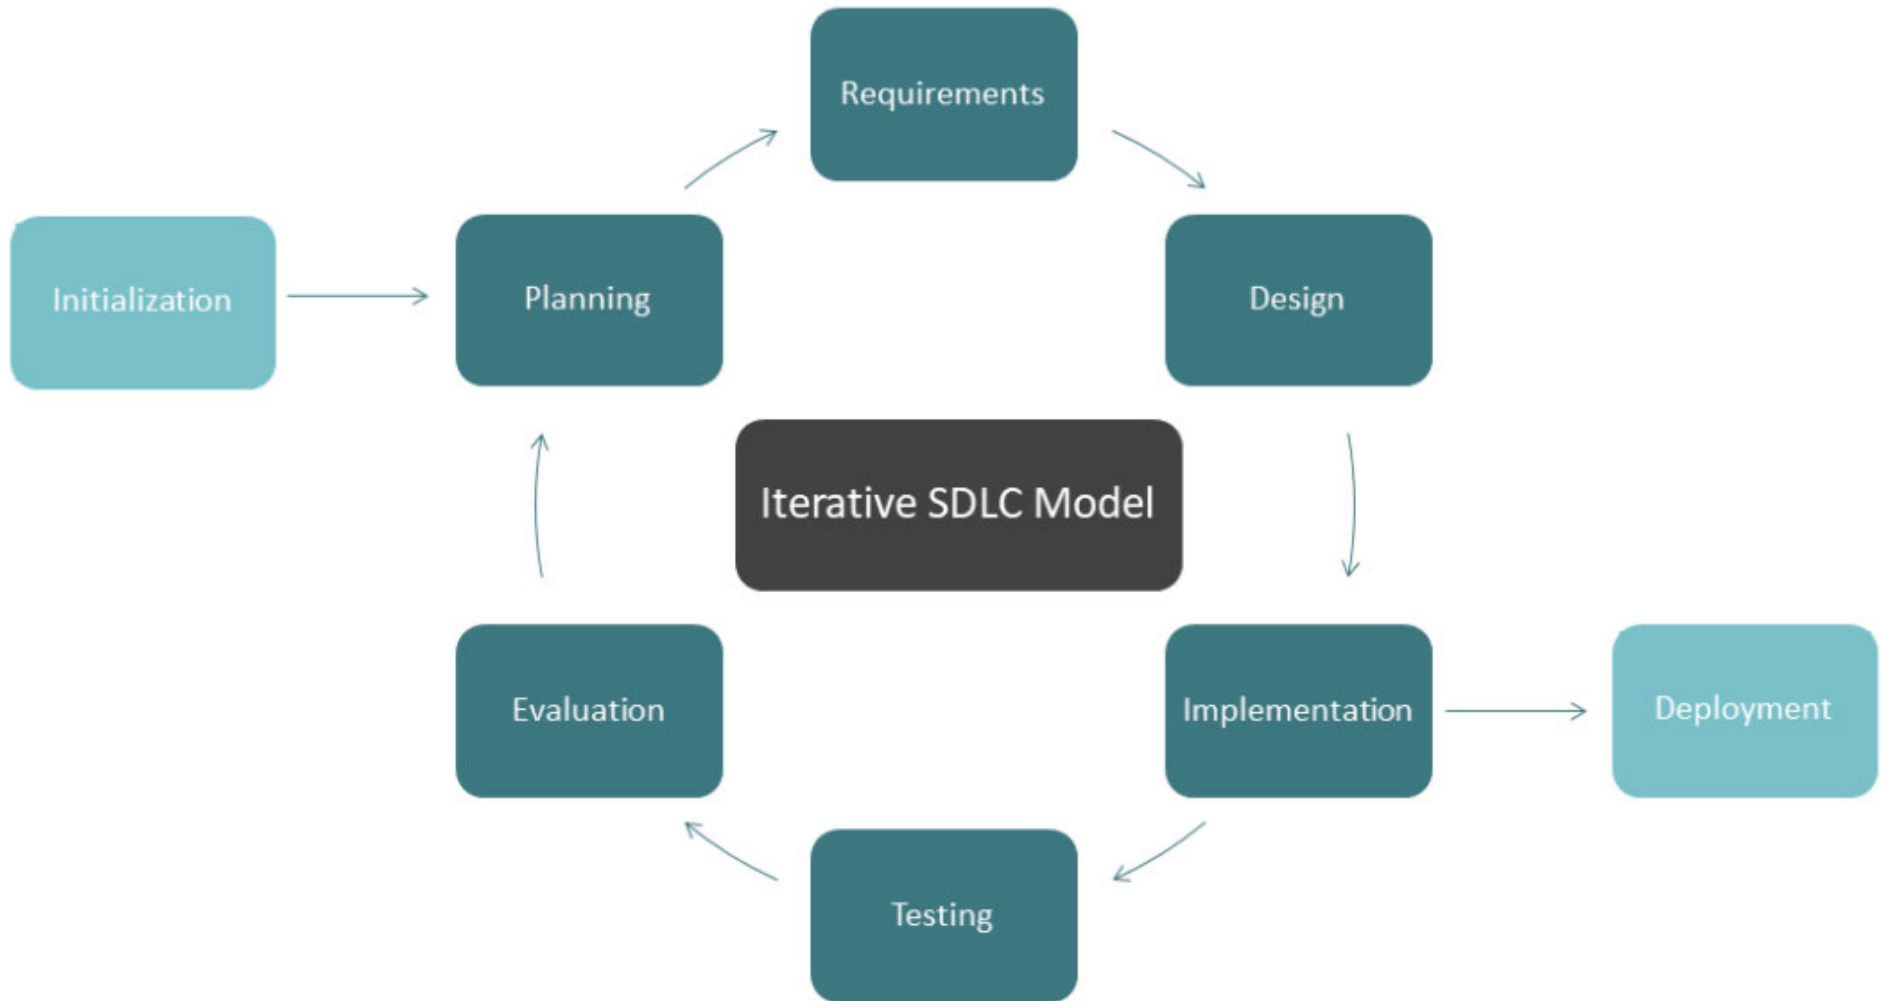 Requirements
Initialization
Planning
Design
Iterative SDLC Model
Evaluation
Implementation
Deployment
Testing